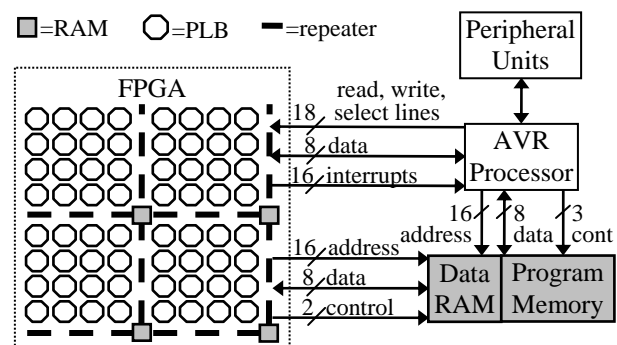 =RAM =PLB =repeater
Peripheral
Units
FPGA
read, write,
select lines
18
8 data
16 interrupts
AVR
Processor
16 8 3
address data cont
16 address
8 data
2 control
Data
RAM
Program
Memory